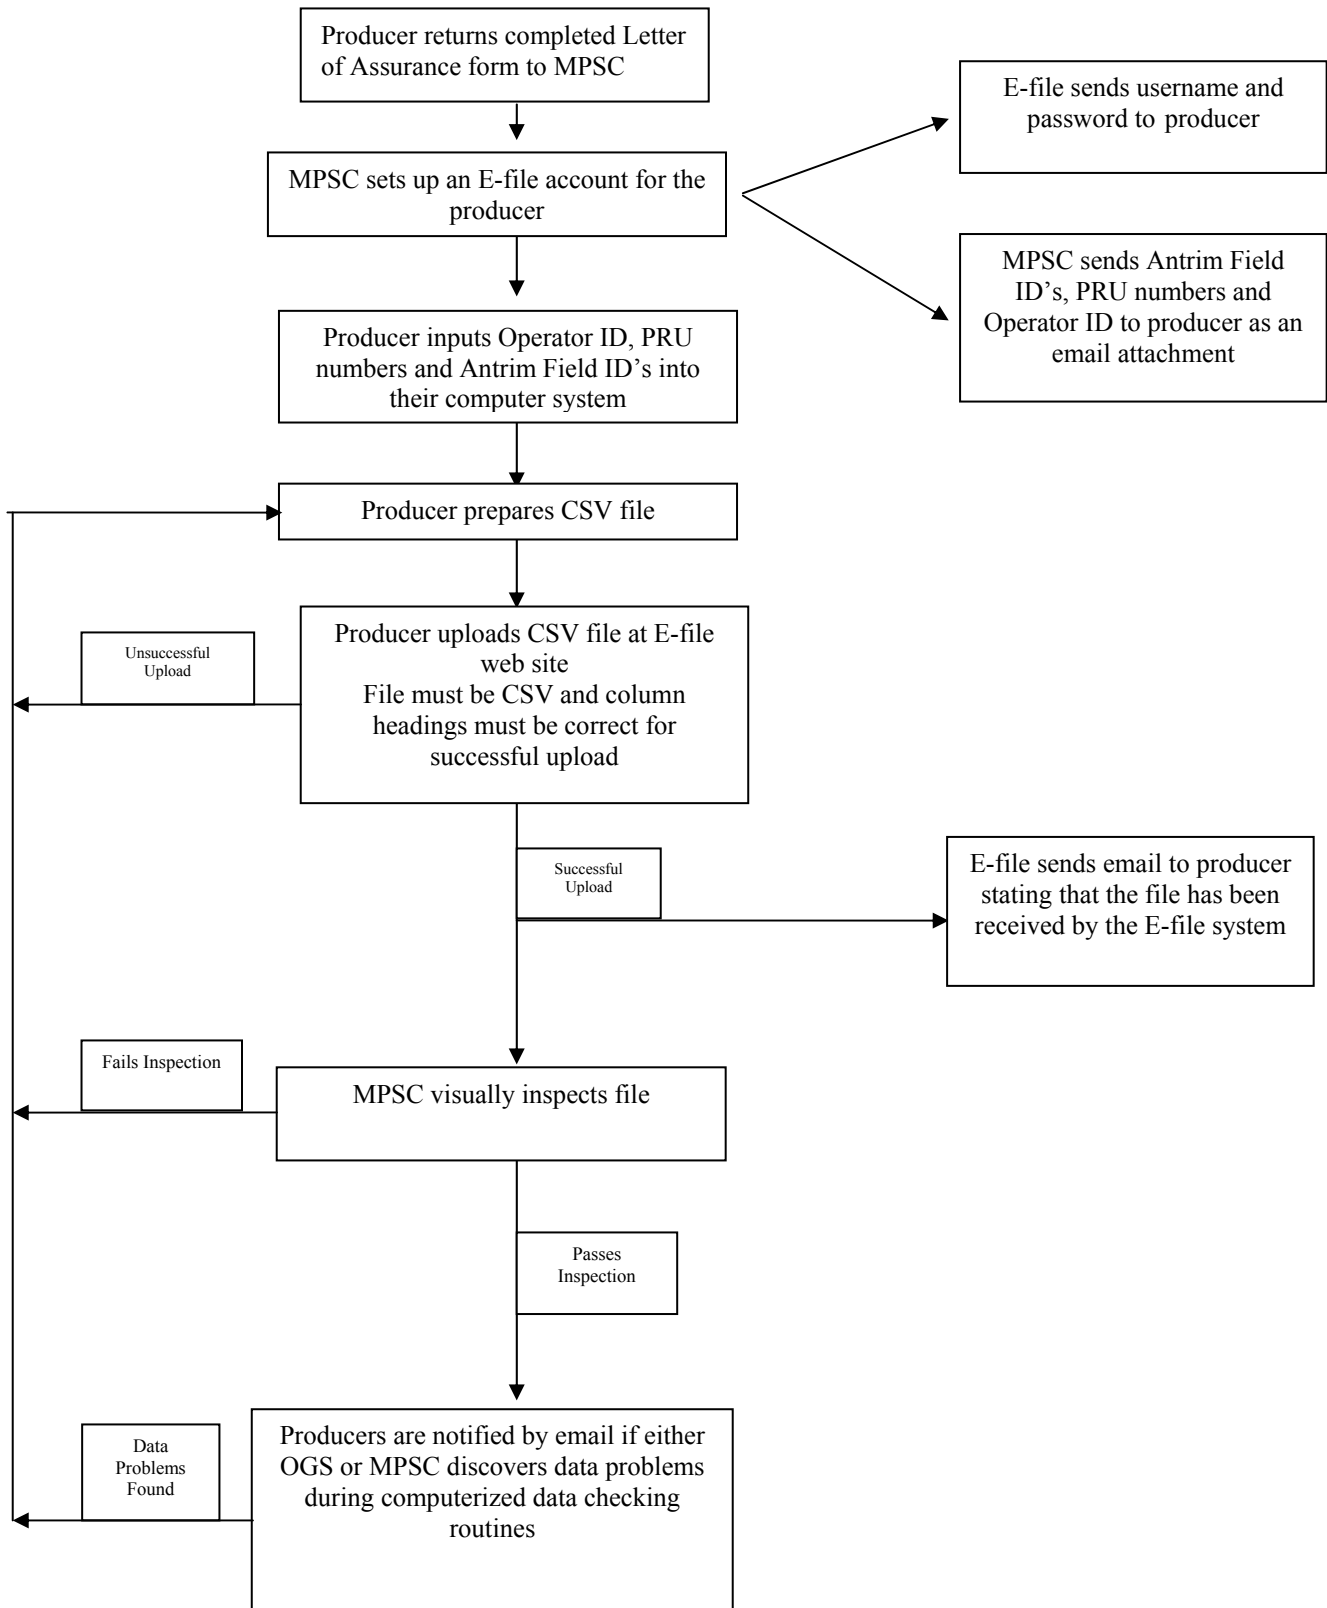 Producer returns completed Letter
of Assurance form to MPSC
E-file sends username and
password to producer
MPSC sets up an E-file account for the
producer
MPSC sends Antrim Field
ID’s, PRU numbers and
Operator ID to producer as an
email attachment
Producer inputs Operator ID, PRU
numbers and Antrim Field ID’s into
their computer system
Producer prepares CSV file
Producer uploads CSV file at E-file
web site
File must be CSV and column
headings must be correct for
successful upload
Unsuccessful
Upload
Successful
Upload
E-file sends email to producer
stating that the file has been
received by the E-file system
Fails Inspection
MPSC visually inspects file
Passes
Inspection
Data
Problems
Found
Producers are notified by email if either
OGS or MPSC discovers data problems
during computerized data checking
routines